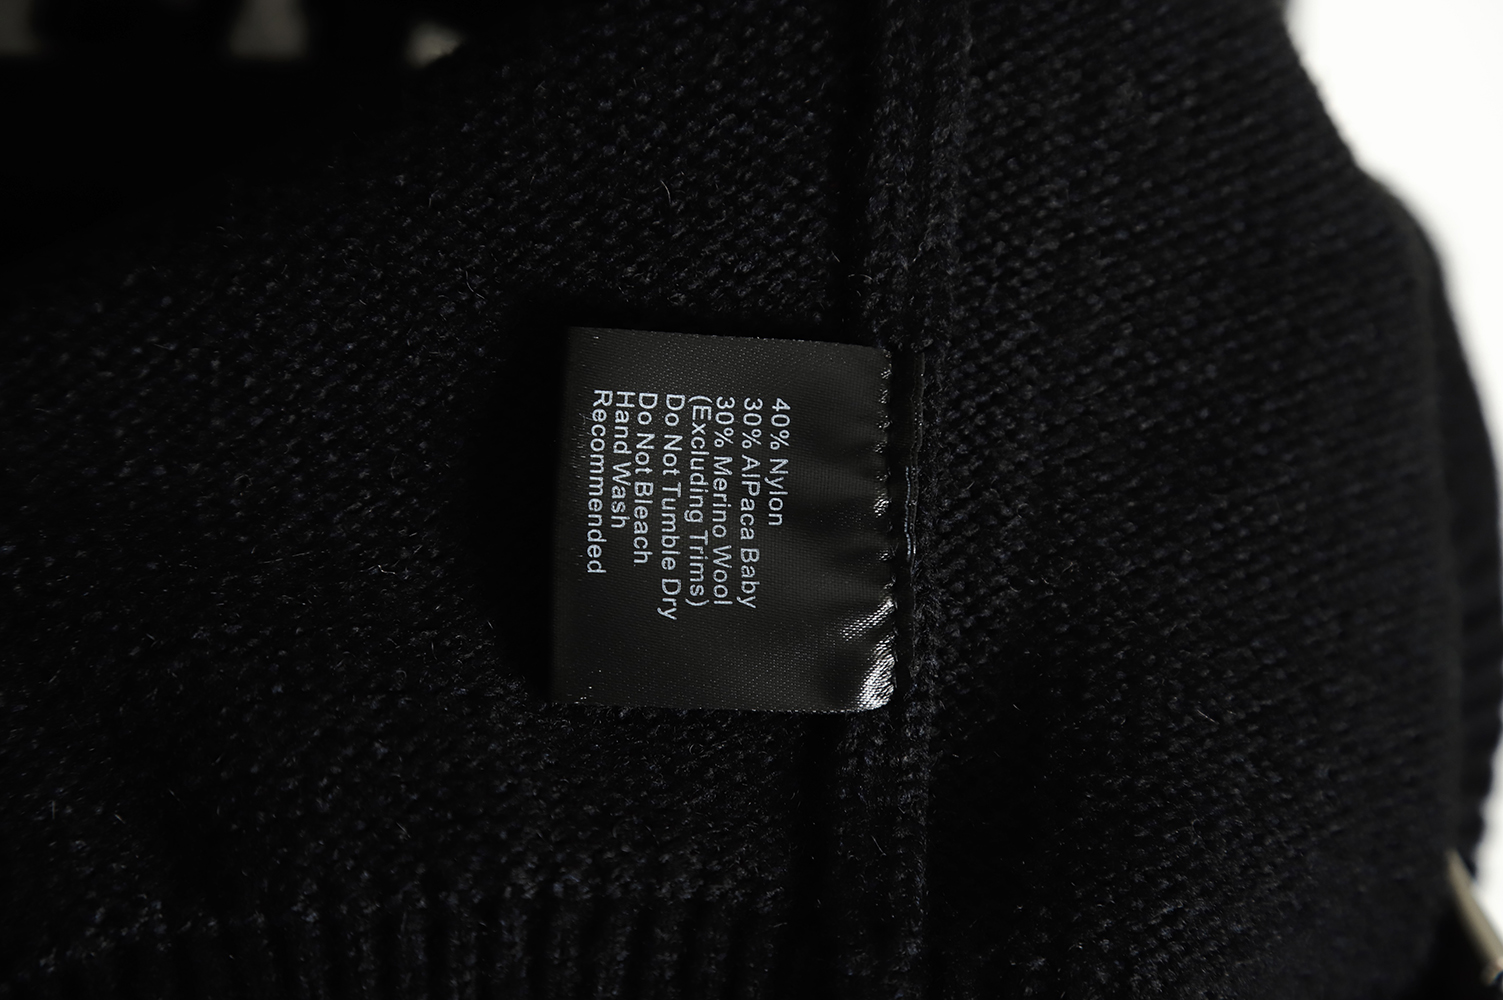 40% Nylon
30% AlPaca Baby
30% Merino Wool
(Excluding Trims)
Do Not Tumble Dry
Do Not Bleach
Hand Wash
Recommended